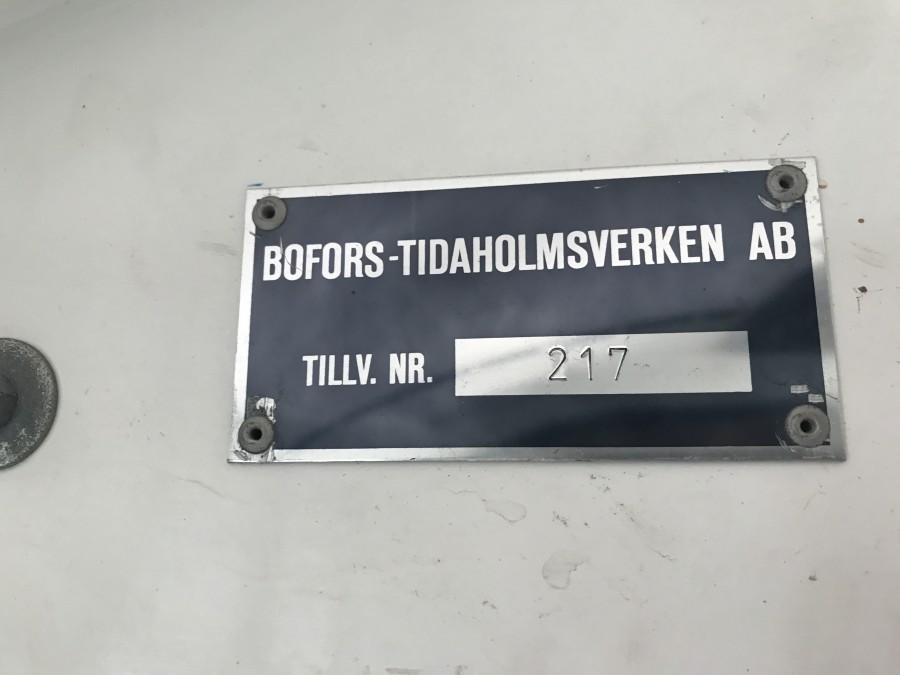 BOFORS-TIDAHOLMSVERKEN AB
TILLV. NR. 217